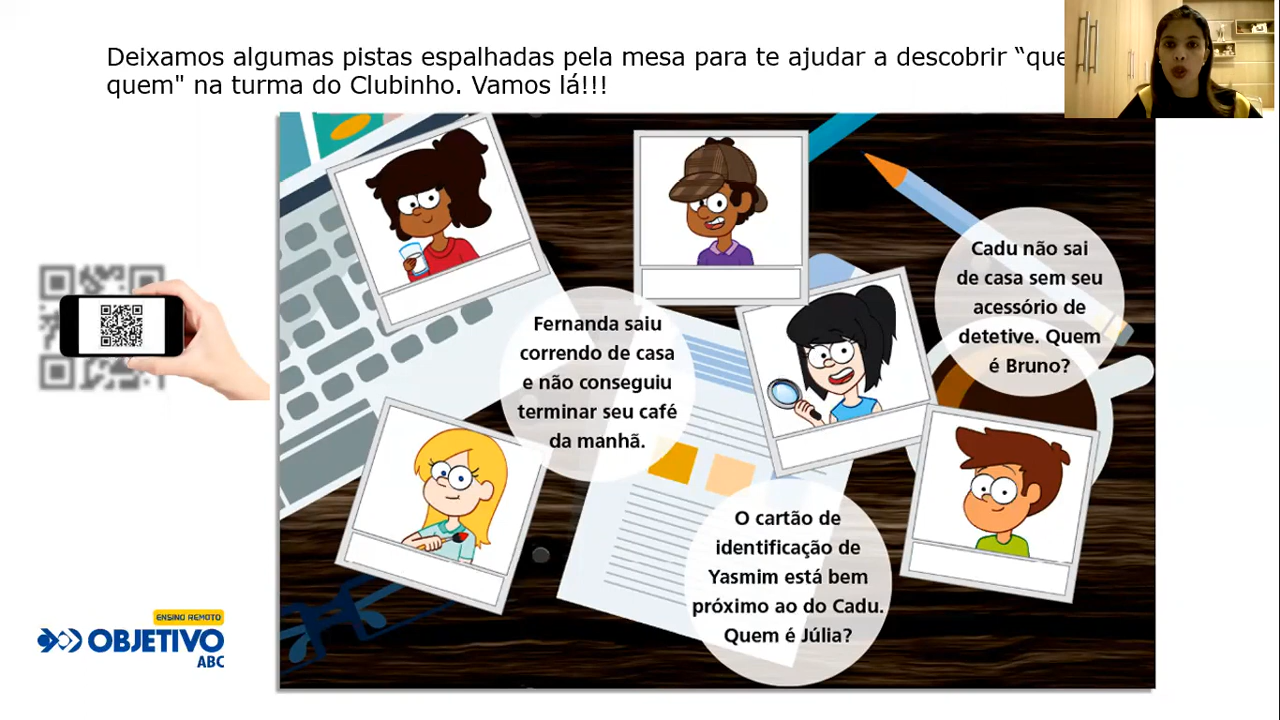 Deixamos algumas pistas espalhadas pela mesa para te ajudar a descobrir “que
quem" na turma do Clubinho. Vamos lá!!!
Cadu não sai
de casa sem seu
acessório de
detetive. Quem
é Bruno?
Fernanda saiu
correndo de casa
e não conseguiu
terminar seu café
da manhã.
O cartão de
identificação de
Yasmim está bem
próximo ao do Cadu.
Quem é Júlia?
ENSINO REMOTO
OBJETIVO
ABC